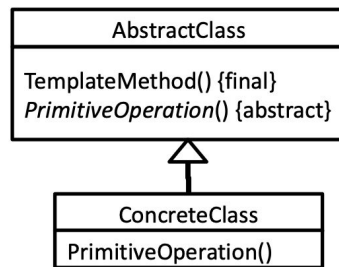 AbstractClass
TemplateMethod() {final}
PrimitiveOperation() {abstract}
ConcreteClass
PrimitiveOperation()